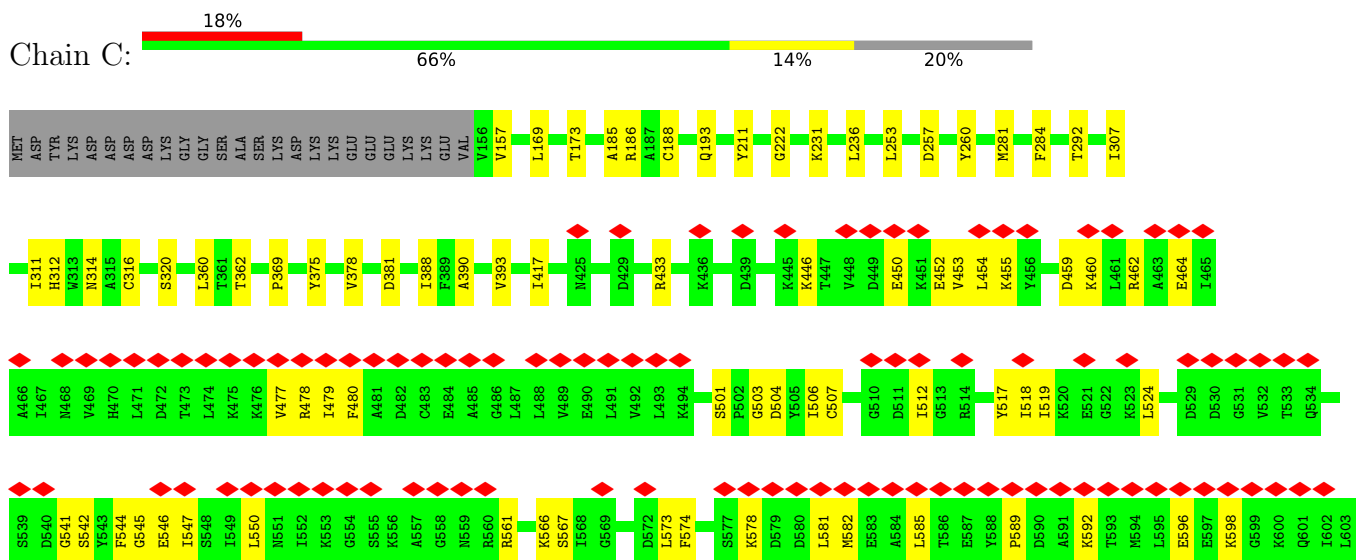 18%
Chain C:
66% 14% 20%
MET ASP TYR LYS ASP ASP ASP ASP LYS GLY GLY SER ALA SER LYS ASP LYS LYS GLU GLU GLU LYS LYS GLU VAL V156 V157 L169 T173 A185 R186 A187 C188 Q193 Y211 G222 K231 L236 L253 D257 Y260 M281 F284 T292 I307
I311 H312 W313 N314 A315 C316 S320 L360 T361 T362 P369 Y375 V378 D381 I388 F389 A390 V393 I417 N425 D429 R433 K436 D439 K445 K446 T447 V448 D449 E450 K451 E452 V453 L454 K455 Y456 D459 K460 L461 R462 A463 E464 I465
A466 I467 N468 V469 H470 L471 D472 T473 L474 K475 K476 V477 R478 I479 F480 A481 D482 C483 E484 A485 G486 L487 L488 V489 E490 L491 V492 L493 K494 S501 P502 G503 D504 Y505 I506 C507 G510 D511 I512 G513 R514 Y517 I518 I519 K520 E521 G522 K523 L524 D529 D530 G531 V532 T533 Q534
S539 D540 G541 S542 Y543 F544 G545 E546 I547 S548 I549 L550 N551 I552 K553 G554 S555 K556 A557 G558 N559 R560 R561 K566 S567 I568 G569 D572 L573 F574 S577 K578 D579 D580 L581 M582 E583 A584 L585 T586 E587 Y588 P589 D590 A591 K592 T593 M594 L595 E596 E597 K598 G599 K600 Q601 I602 L603